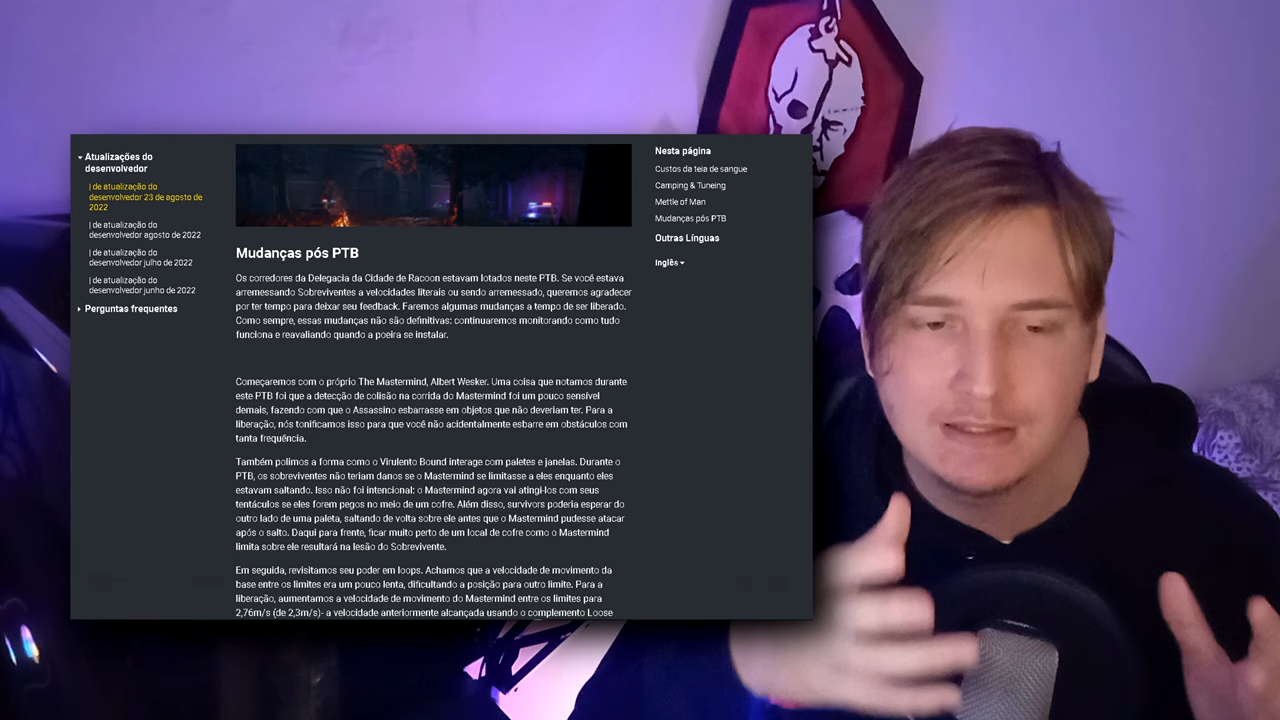 Atualizações do
desenvolvedor
| de atualização do
desenvolvedor 23 de agosto de
2022
| de atualização do
desenvolvedor agosto de 2022
| de atualização do
desenvolvedor julho de 2022
| de atualização do
desenvolvedor junho de 2022
Perguntas frequentes
Mudanças pós PTB
Os corredores da Delegacia da Cidade de Racoon estavam lotados neste PTB. Se você estava
arremessando Sobreviventes a velocidades literais ou sendo arremessado, queremos agradecer
por ter tempo para deixar seu feedback. Faremos algumas mudanças a tempo de ser liberado.
Como sempre, essas mudanças não são definitivas: continuaremos monitorando como tudo
funciona e reavaliando quando a poeira se instalar.
Começaremos com o próprio The Mastermind, Albert Wesker. Uma coisa que notamos durante
este PTB foi que a detecção de colisão na corrida do Mastermind foi um pouco sensível
demais, fazendo com que o Assassino esbarrasse em objetos que não deveriam ter. Para a
liberação, nós tonificamos isso para que você não acidentalmente esbarre em obstáculos com
tanta frequência.
Também polimos a forma como o Virulento Bound interage com paletes e janelas. Durante o
PTB, os sobreviventes não teriam danos se o Mastermind se limitasse a eles enquanto eles
estavam saltando. Isso não foi intencional: o Mastermind agora vai atingi-los com seus
tentáculos se eles forem pegos no meio de um cofre. Além disso, survivors poderia esperar do
outro lado de uma paleta, saltando de volta sobre ele antes que o Mastermind pudesse atacar
após o salto. Daqui para frente, ficar muito perto de um local de cofre como o Mastermind
limita sobre ele resultará na lesão do Sobrevivente.
Em seguida, revisitamos seu poder em loops. Achamos que a velocidade de movimento da
base entre os limites era um pouco lenta, dificultando a posição para outro limite. Para a
liberação, aumentamos a velocidade de movimento do Mastermind entre os limites para
2,76m/s (de 2,3m/s)- a velocidade anteriormente alcançada usando o complemento Loose
Nesta página
Custos da teia de sangue
Camping & Tuneing
Mettle of Man
Mudanças pós PTB
Outras Línguas
Inglês